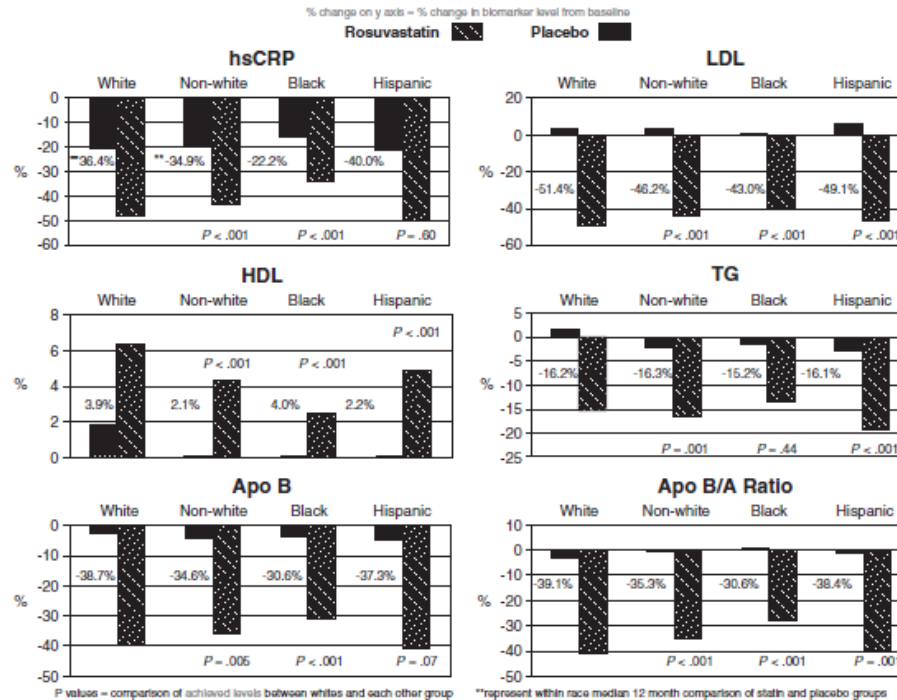 % change on y axis – % change in biomarker level from baseline
Rosuvastatin Placebo
hsCRP
White Non-white Black Hispanic
0
-10
-20
-30
-40
-50
-60
%
**36.4% **-34.9% -22.2% -40.0%
P < .001 P < .001 P = .60
LDL
White Non-white Black Hispanic
20
0
-20
-40
-60
%
-51.4% -46.2% -43.0% -49.1%
P < .001 P < .001 P < .001
HDL
White Non-white Black Hispanic
8
6
4
2
0
%
P < .001 P < .001 P < .001
3.9% 2.1% 4.0% 2.2%
TG
White Non-white Black Hispanic
5
0
-5
-10
-15
-20
-25
%
-16.2% -16.3% -15.2% -16.1%
P = .001 P = .44 P < .001
Apo B
White Non-white Black Hispanic
0
-10
-20
-30
-40
-50
%
-38.7% -34.6% -30.6% -37.3%
P = .005 P < .001 P = .07
Apo B/A Ratio
White Non-white Black Hispanic
10
0
-10
-20
-30
-40
-50
%
-39.1% -35.3% -30.6% -38.4%
P < .001 P < .001 P = .001
P values – comparison of achieved levels between whites and each other group
**represent within race median 12 month comparison of statin and placebo groups